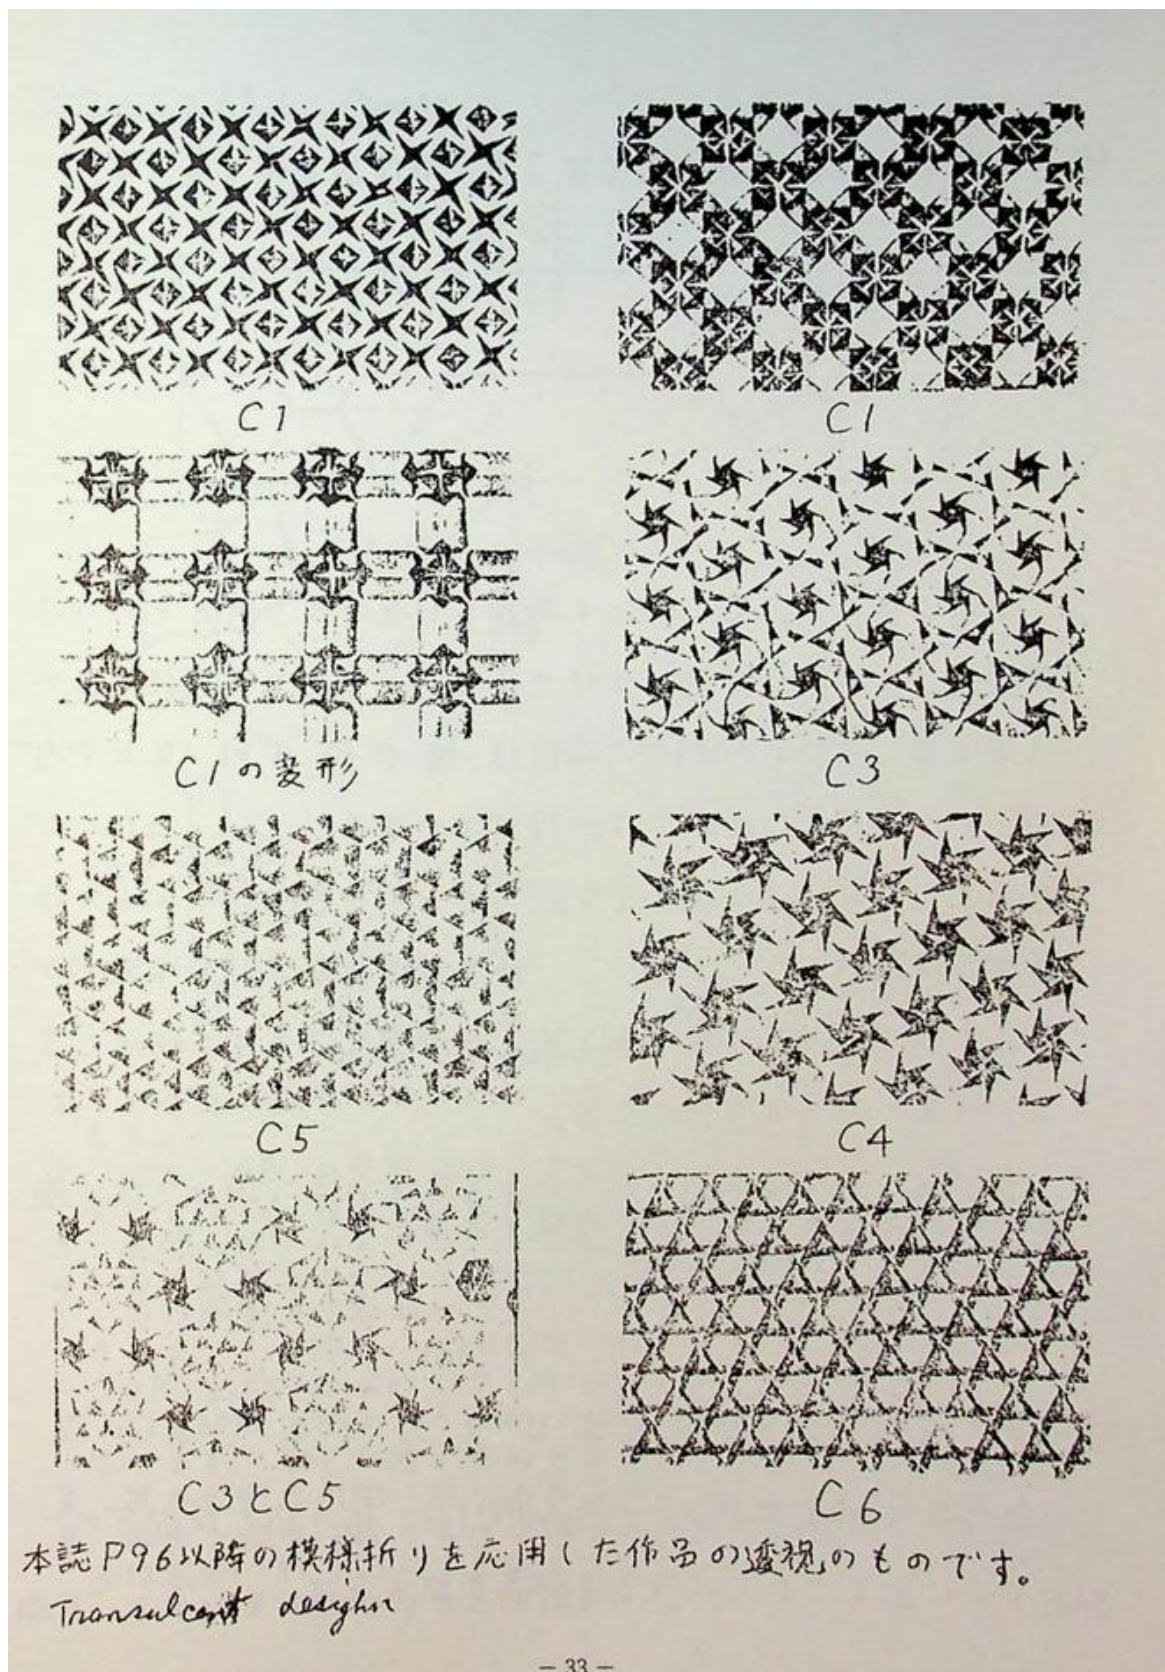 C1
C1
C1の変形
C3
C5
C4
C3とC5
C6
本誌P96以降の模様折りを応用した作品の透視のものです。
Transulcent designn
— 33 —